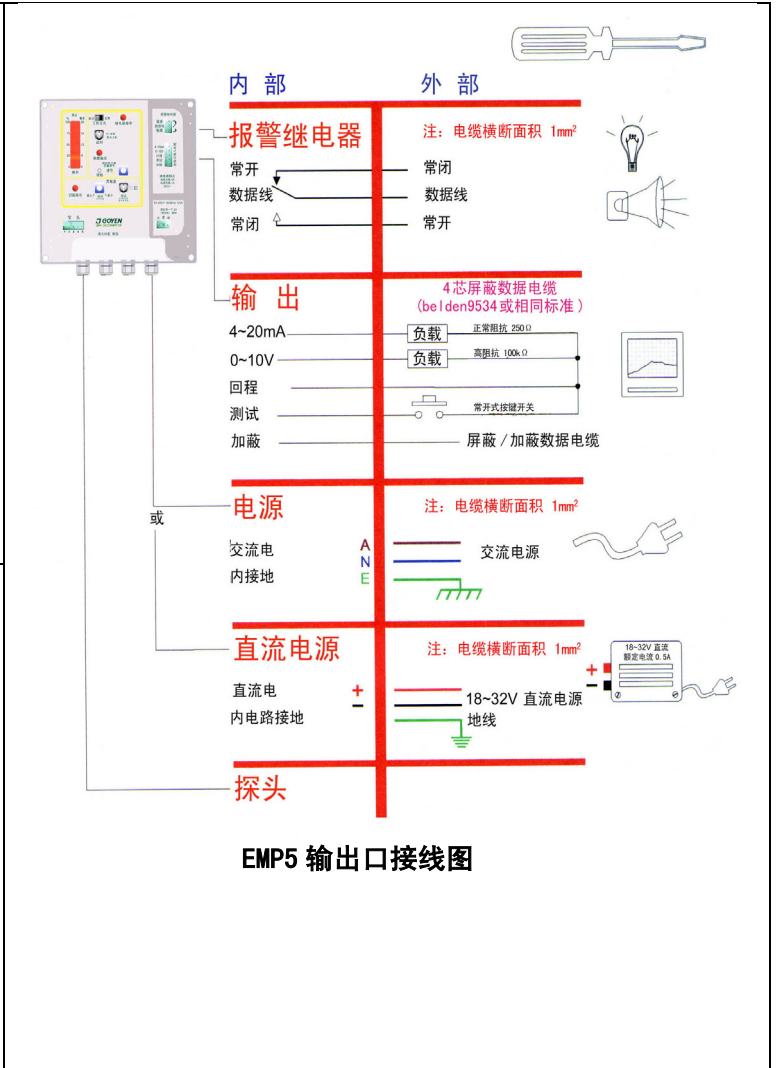 内 部
外 部
报警继电器
注：电缆横断面积 1mm²
常开
常闭
数据线
数据线
常闭
常开
输 出
4芯屏蔽数据电缆
(belden9534或相同标准）
4~20mA
负载
正常阻抗 250Ω
0~10V
负载
高阻抗 100kΩ
回程
测试
常开式按键开关
加蔽
屏蔽／加蔽数据电缆
电源
注：电缆横断面积 1mm²
或
交流电
A
N
交流电源
内接地
E
直流电源
注：电缆横断面积 1mm²
18~32V 直流
额定电流 0.5A
+
−
直流电
+
−
18~32V 直流电源
内电路接地
地线
探头
GOYEN
EMP5 输出口接线图